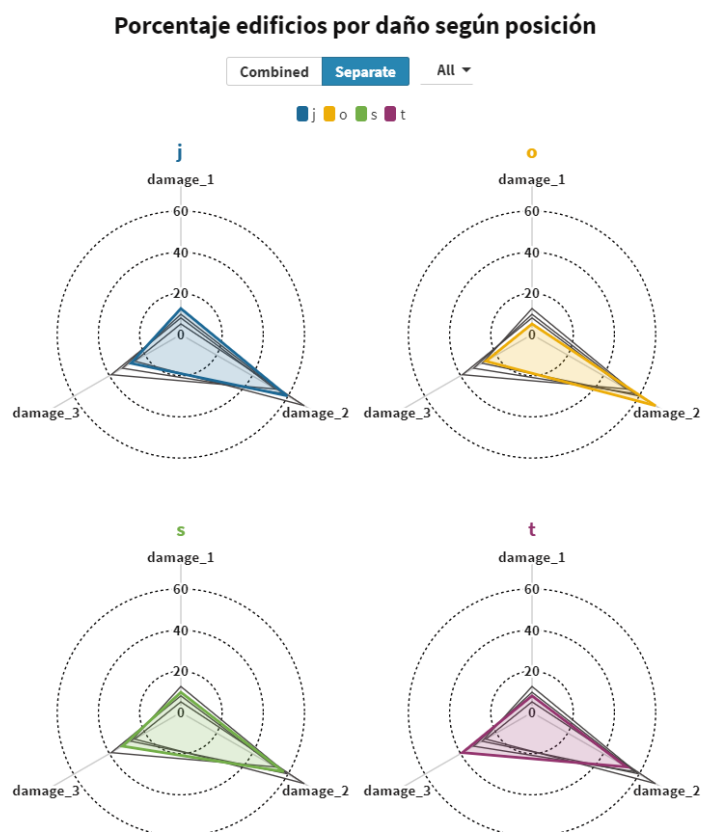 Porcentaje edificios por daño según posición
Combined Separate All
j o s t
j o
damage_1 damage_1
60 60
40 40
20 20
0 0
damage_3 damage_2 damage_3 damage_2
s t
damage_1 damage_1
60 60
40 40
20 20
0 0
damage_3 damage_2 damage_3 damage_2